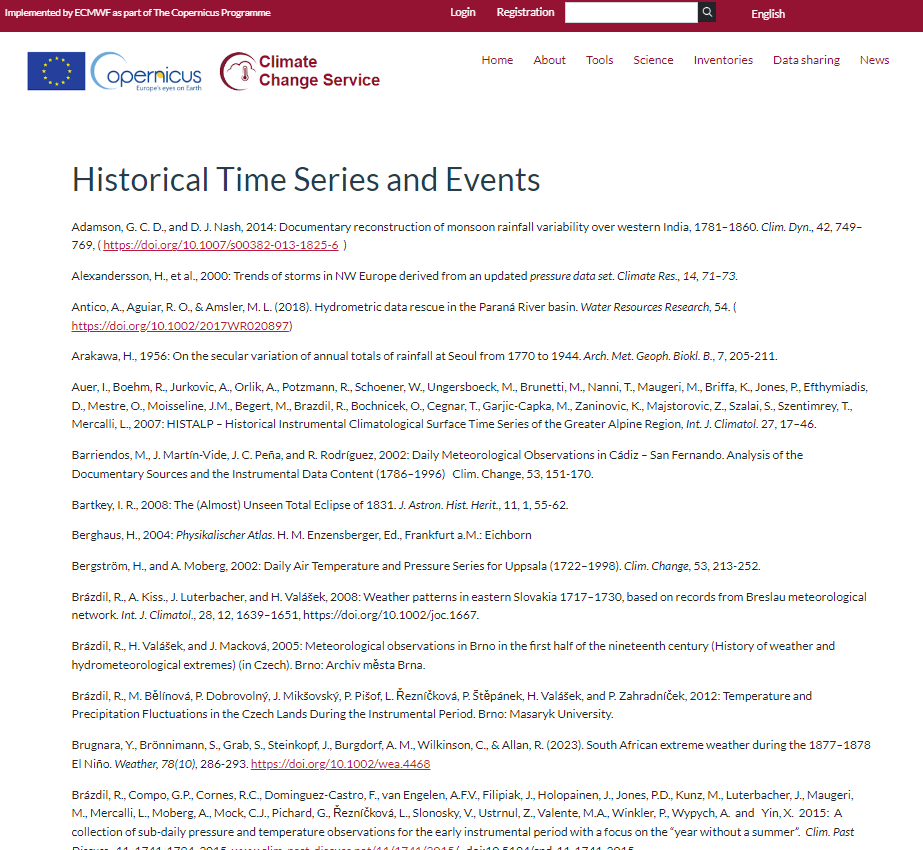 Implemented by ECMWF as part of The Copernicus Programme
Login Registration English
Copernicus
Europe's eyes on Earth
Climate
Change Service
Home About Tools Science Inventories Data sharing News
Historical Time Series and Events
Adamson, G. C. D., and D. J. Nash, 2014: Documentary reconstruction of monsoon rainfall variability over western India, 1781–1860. Clim. Dyn., 42, 749–
769, ( https://doi.org/10.1007/s00382-013-1825-6 )
Alexandersson, H., et al., 2000: Trends of storms in NW Europe derived from an updated pressure data set. Climate Res., 14, 71–73.
Antico, A., Aguiar, R. O., & Amsler, M. L. (2018). Hydrometric data rescue in the Paraná River basin. Water Resources Research, 54. (
https://doi.org/10.1002/2017WR020897)
Arakawa, H., 1956: On the secular variation of annual totals of rainfall at Seoul from 1770 to 1944. Arch. Met. Geoph. Biokl. B., 7, 205-211.
Auer, I., Boehm, R., Jurkovic, A., Orlik, A., Potzmann, R., Schoener, W., Ungersboeck, M., Brunetti, M., Nanni, T., Maugeri, M., Briffa, K., Jones, P., Efthymiadis,
D., Mestre, O., Moisseline, J.M., Begert, M., Brazdil, R., Bochnicek, O., Cegnar, T., Garjic-Capka, M., Zaninovic, K., Majstorovic, Z., Szalai, S., Szentimrey, T.,
Mercalli, L., 2007: HISTALP – Historical Instrumental Climatological Surface Time Series of the Greater Alpine Region, Int. J. Climatol. 27, 17–46.
Barriendos, M., J. Martín-Vide, J. C. Peña, and R. Rodríguez, 2002: Daily Meteorological Observations in Cádiz – San Fernando. Analysis of the
Documentary Sources and the Instrumental Data Content (1786–1996) Clim. Change, 53, 151-170.
Bartkey, I. R., 2008: The (Almost) Unseen Total Eclipse of 1831. J. Astron. Hist. Herit., 11, 1, 55-62.
Berghaus, H., 2004: Physikalischer Atlas. H. M. Enzensberger, Ed., Frankfurt a.M.: Eichborn
Bergström, H., and A. Moberg, 2002: Daily Air Temperature and Pressure Series for Uppsala (1722–1998). Clim. Change, 53, 213-252.
Brázdil, R., A. Kiss., J. Luterbacher, and H. Valášek, 2008: Weather patterns in eastern Slovakia 1717–1730, based on records from Breslau meteorological
network. Int. J. Climatol., 28, 12, 1639–1651, https://doi.org/10.1002/joc.1667.
Brázdil, R., H. Valášek, and J. Macková, 2005: Meteorological observations in Brno in the first half of the nineteenth century (History of weather and
hydrometeorological extremes) (in Czech). Brno: Archiv města Brna.
Brázdil, R., M. Bělínová, P. Dobrovolný, J. Mikšovský, P. Pišof, L. Řezníčková, P. Štěpánek, H. Valášek, and P. Zahradníček, 2012: Temperature and
Precipitation Fluctuations in the Czech Lands During the Instrumental Period. Brno: Masaryk University.
Brugnara, Y., Brönnimann, S., Grab, S., Steinkopf, J., Burgdorf, A. M., Wilkinson, C., & Allan, R. (2023). South African extreme weather during the 1877–1878
El Niño. Weather, 78(10), 286-293. https://doi.org/10.1002/wea.4468
Brázdil, R., Compo, G.P., Cornes, R.C., Dominguez-Castro, F., van Engelen, A.F.V., Filipiak, J., Holopainen, J., Jones, P.D., Kunz, M., Luterbacher, J., Maugeri,
M., Mercalli, L., Moberg, A., Mock, C.J., Pichard, G., Řezníčková, L., Slonosky, V., Ustrnul, Z., Valente, M.A., Winkler, P., Wypych, A. and Yin, X. 2015: A
collection of sub-daily pressure and temperature observations for the early instrumental period with a focus on the “year without a summer”. Clim. Past